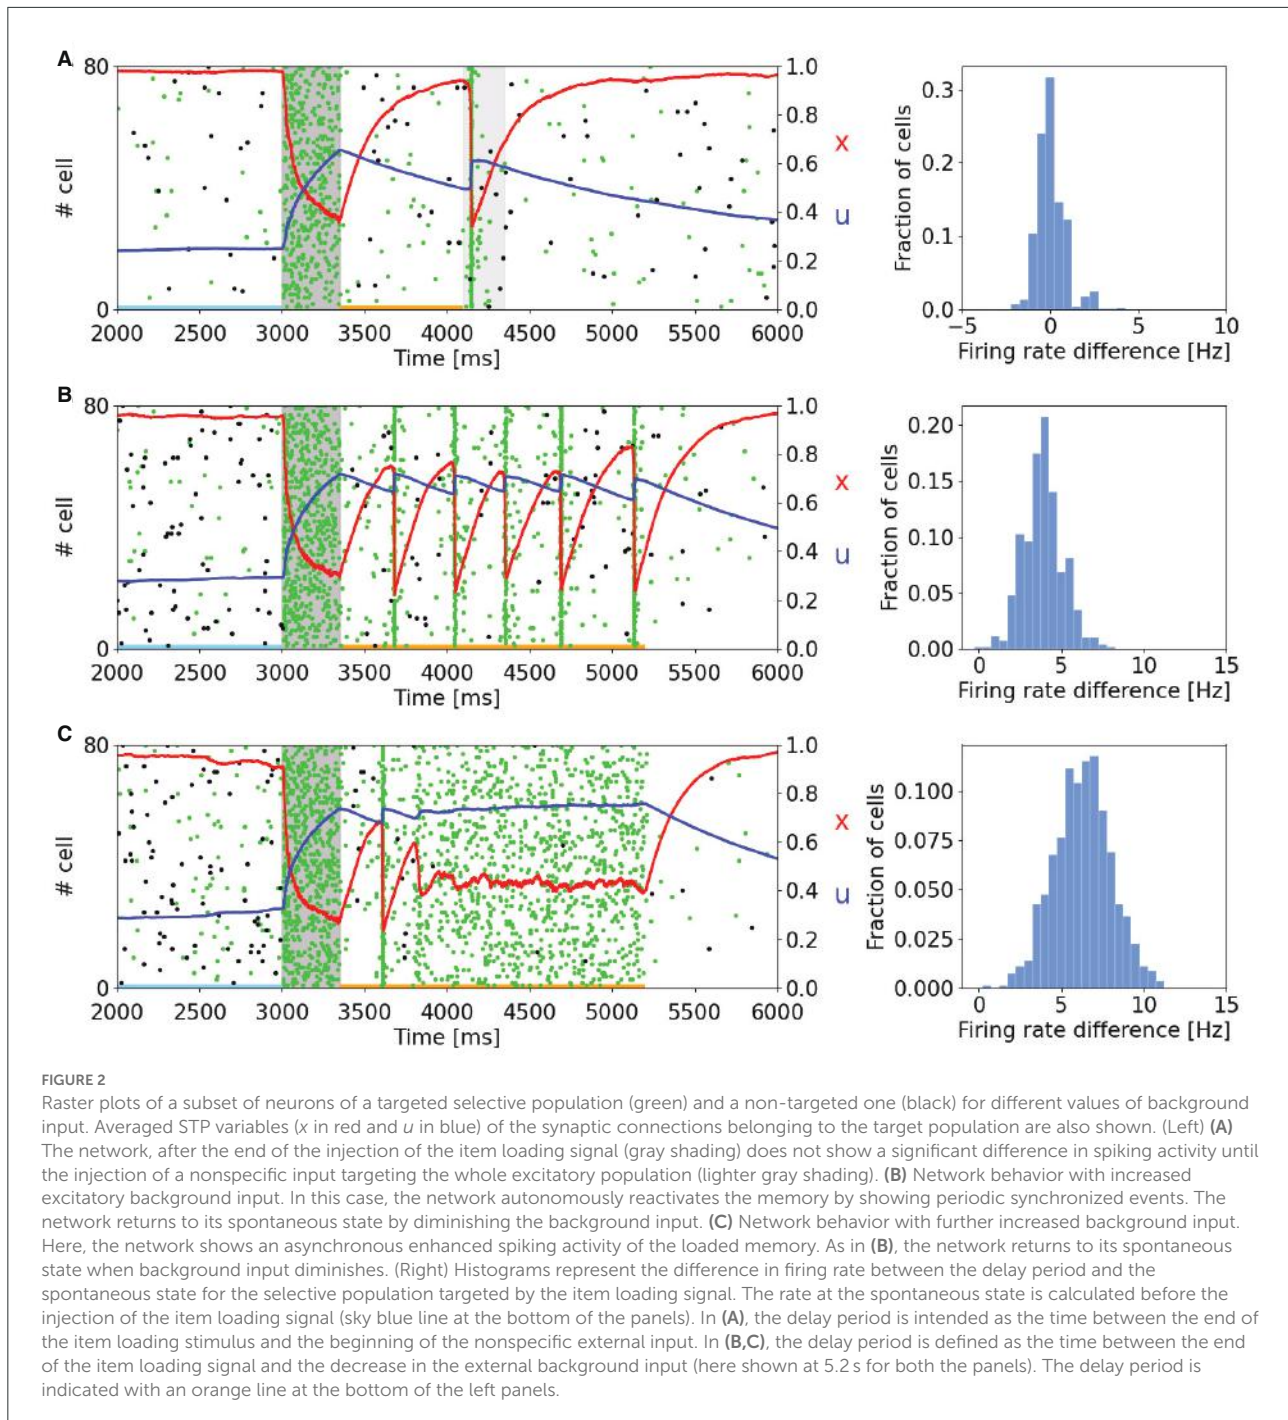 A
80
0
# cell
1.0
0.8
0.6
0.4
0.2
0.0
x
u
2000 2500 3000 3500 4000 4500 5000 5500 6000
Time [ms]
Fraction of cells
0.3
0.2
0.1
0.0
−5 0 5 10
Firing rate difference [Hz]
B
80
0
# cell
1.0
0.8
0.6
0.4
0.2
0.0
x
u
2000 2500 3000 3500 4000 4500 5000 5500 6000
Time [ms]
Fraction of cells
0.20
0.15
0.10
0.05
0.00
0 5 10 15
Firing rate difference [Hz]
C
80
0
# cell
1.0
0.8
0.6
0.4
0.2
0.0
x
u
2000 2500 3000 3500 4000 4500 5000 5500 6000
Time [ms]
Fraction of cells
0.100
0.075
0.050
0.025
0.000
0 5 10 15
Firing rate difference [Hz]
FIGURE 2
Raster plots of a subset of neurons of a targeted selective population (green) and a non-targeted one (black) for different values of background
input. Averaged STP variables (x in red and u in blue) of the synaptic connections belonging to the target population are also shown. (Left) (A)
The network, after the end of the injection of the item loading signal (gray shading) does not show a significant difference in spiking activity until
the injection of a nonspecific input targeting the whole excitatory population (lighter gray shading). (B) Network behavior with increased
excitatory background input. In this case, the network autonomously reactivates the memory by showing periodic synchronized events. The
network returns to its spontaneous state by diminishing the background input. (C) Network behavior with further increased background input.
Here, the network shows an asynchronous enhanced spiking activity of the loaded memory. As in (B), the network returns to its spontaneous
state when background input diminishes. (Right) Histograms represent the difference in firing rate between the delay period and the
spontaneous state for the selective population targeted by the item loading signal. The rate at the spontaneous state is calculated before the
injection of the item loading signal (sky blue line at the bottom of the panels). In (A), the delay period is intended as the time between the end of
the item loading stimulus and the beginning of the nonspecific external input. In (B,C), the delay period is defined as the time between the end
of the item loading signal and the decrease in the external background input (here shown at 5.2 s for both the panels). The delay period is
indicated with an orange line at the bottom of the left panels.